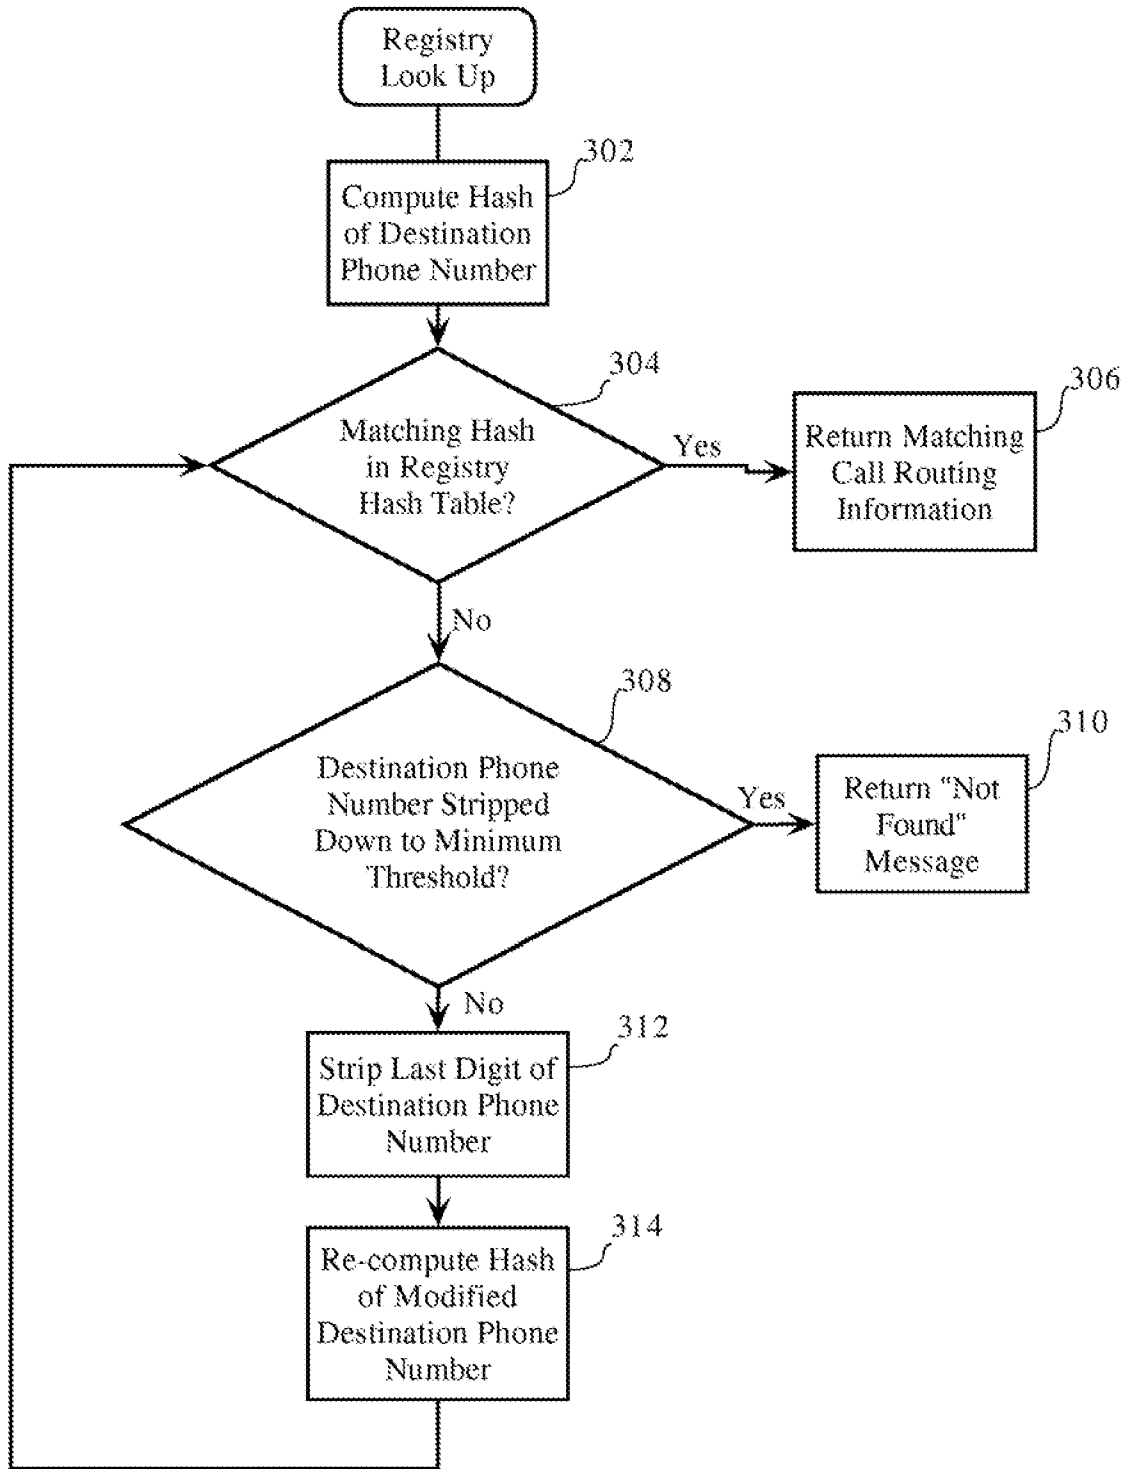 Registry
Look Up
302
Compute Hash
of Destination
Phone Number
304
Matching Hash
in Registry
Hash Table?
Yes
306
Return Matching
Call Routing
Information
No
308
Destination Phone
Number Stripped
Down to Minimum
Threshold?
Yes
310
Return "Not
Found"
Message
No
312
Strip Last Digit of
Destination Phone
Number
314
Re-compute Hash
of Modified
Destination Phone
Number